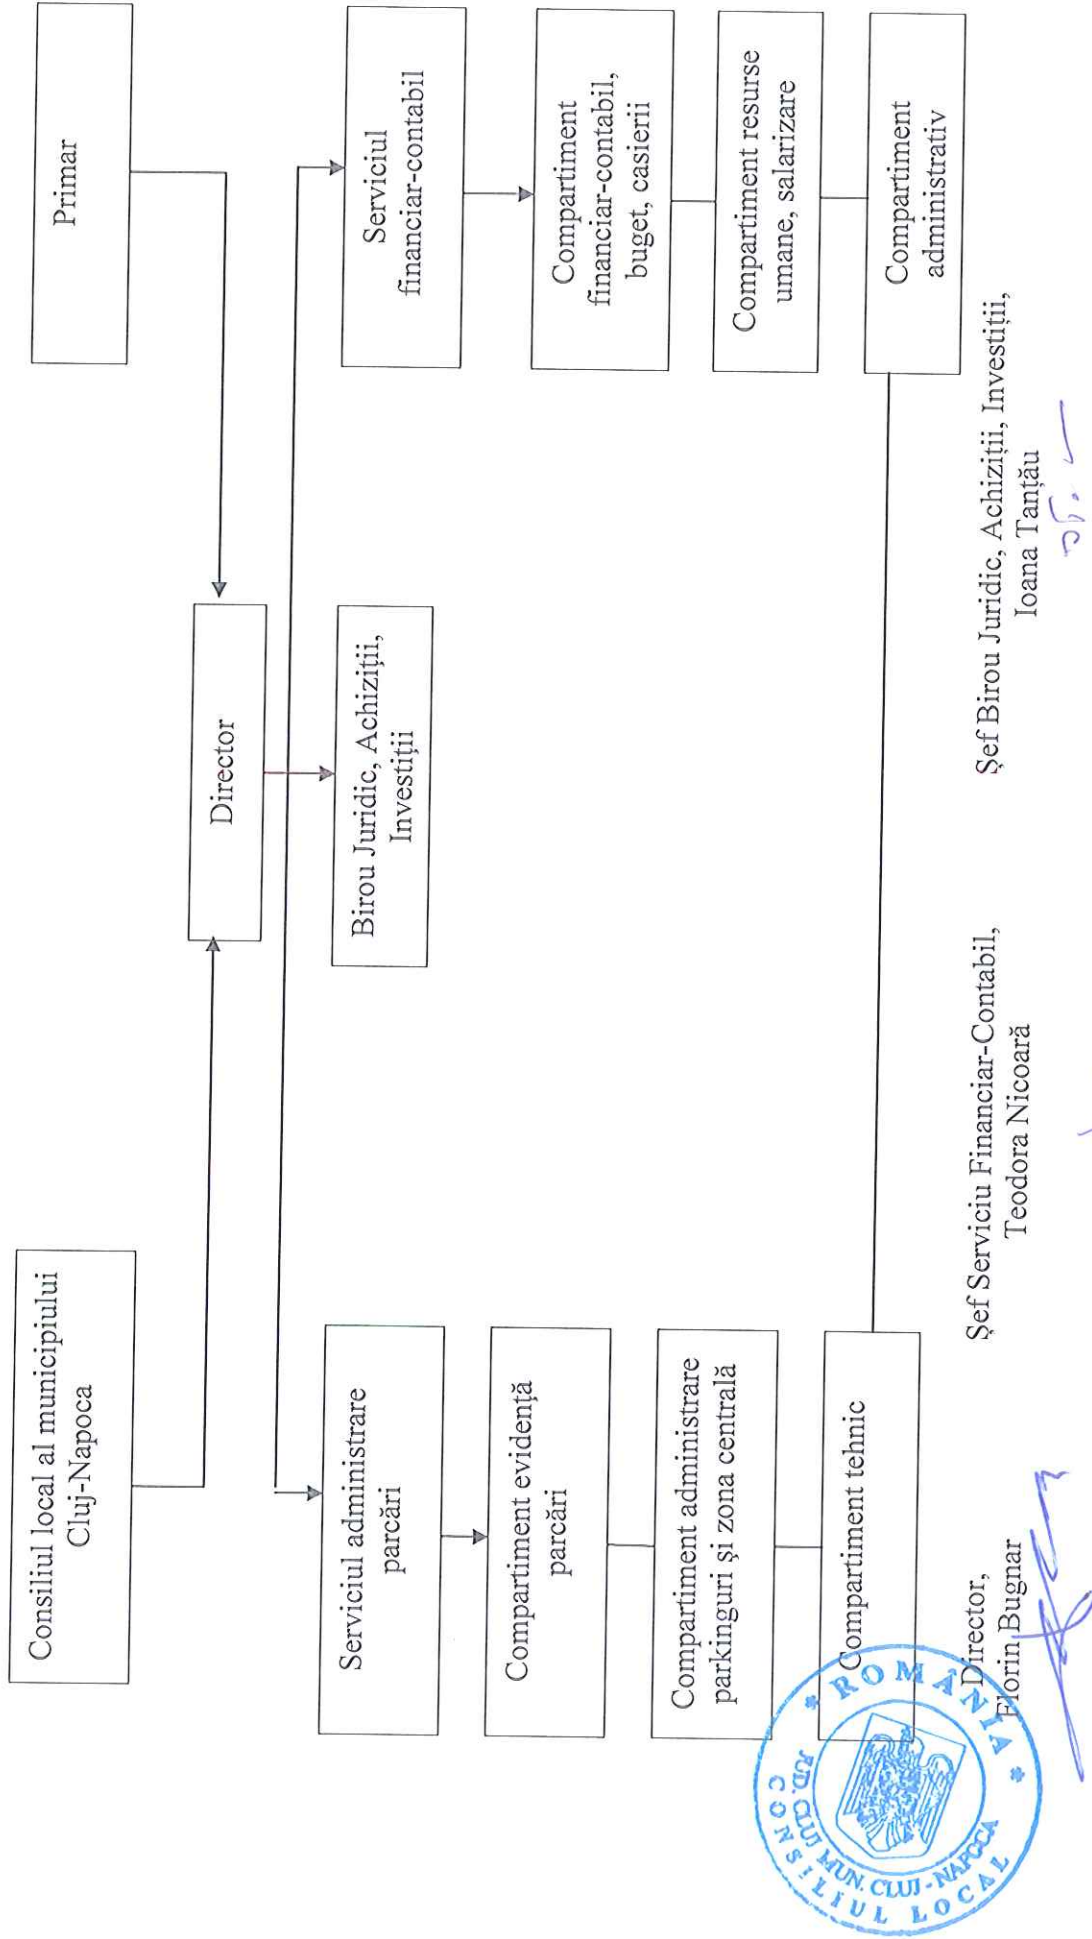 Consiliul local al municipiului
Cluj-Napoca
Primar
Director
Serviciul administrare
parcări
Birou Juridic, Achiziții,
Investiții
Serviciul
financiar-contabil
Compartiment evidență
parcări
Compartiment
financiar-contabil,
buget, casierii
Compartiment administrare
parkinguri și zona centrală
Compartiment resurse
umane, salarizare
Compartiment tehnic
Compartiment
administrativ
Director,
Florin Bugnar
Șef Serviciu Financiar-Contabil,
Teodora Nicoară
Șef Birou Juridic, Achiziții, Investiții,
Ioana Tanțău
* ROMÂNIA *
JUD. CLUJ MUN. CLUJ-NAPOCA
CONSILIUL LOCAL